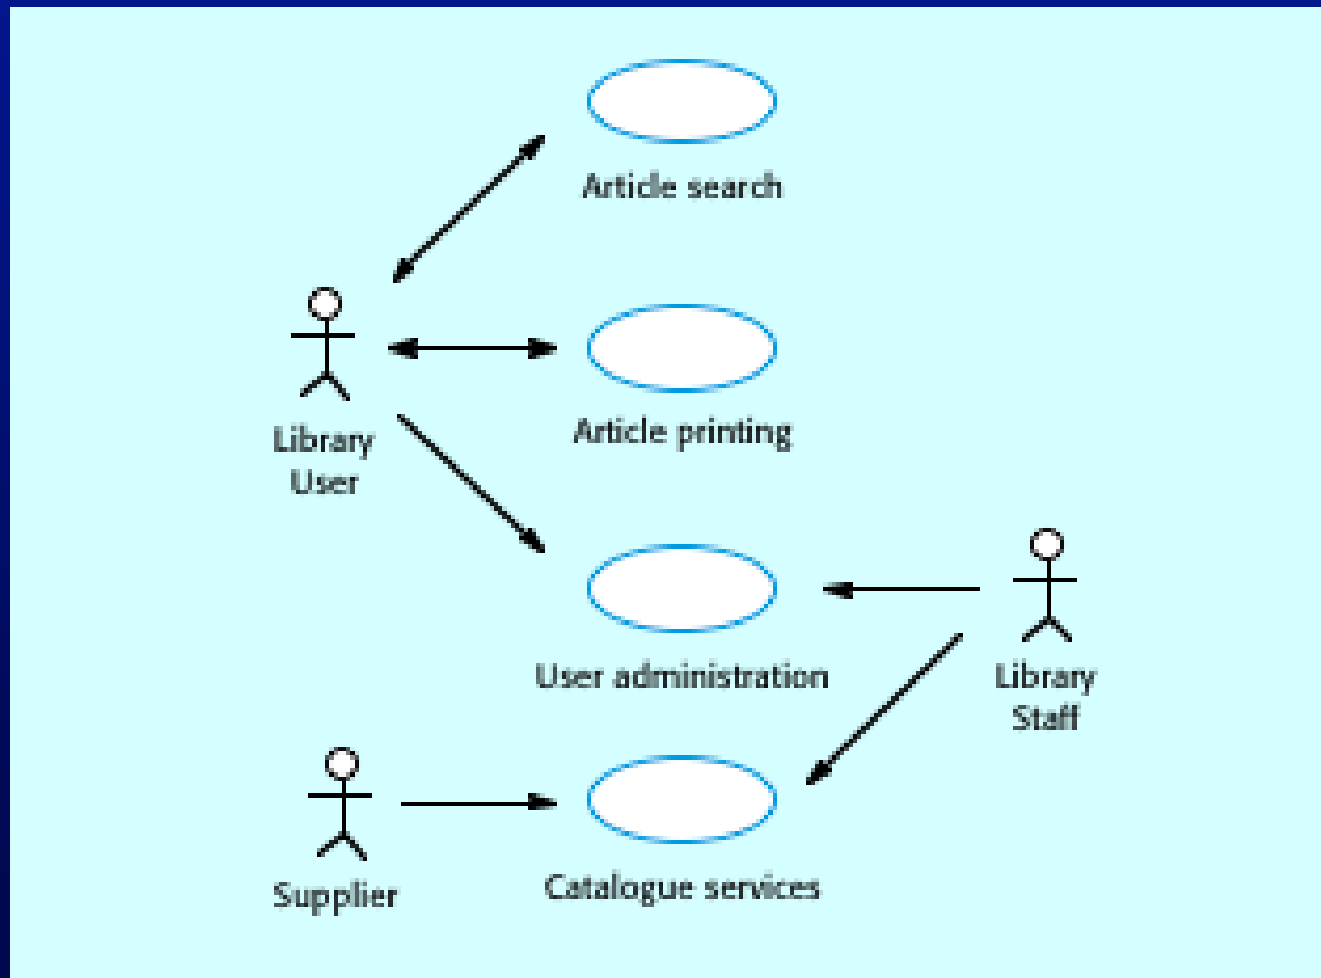 Article search
Article printing
Library
User
User administration
Library
Staff
Supplier
Catalogue services